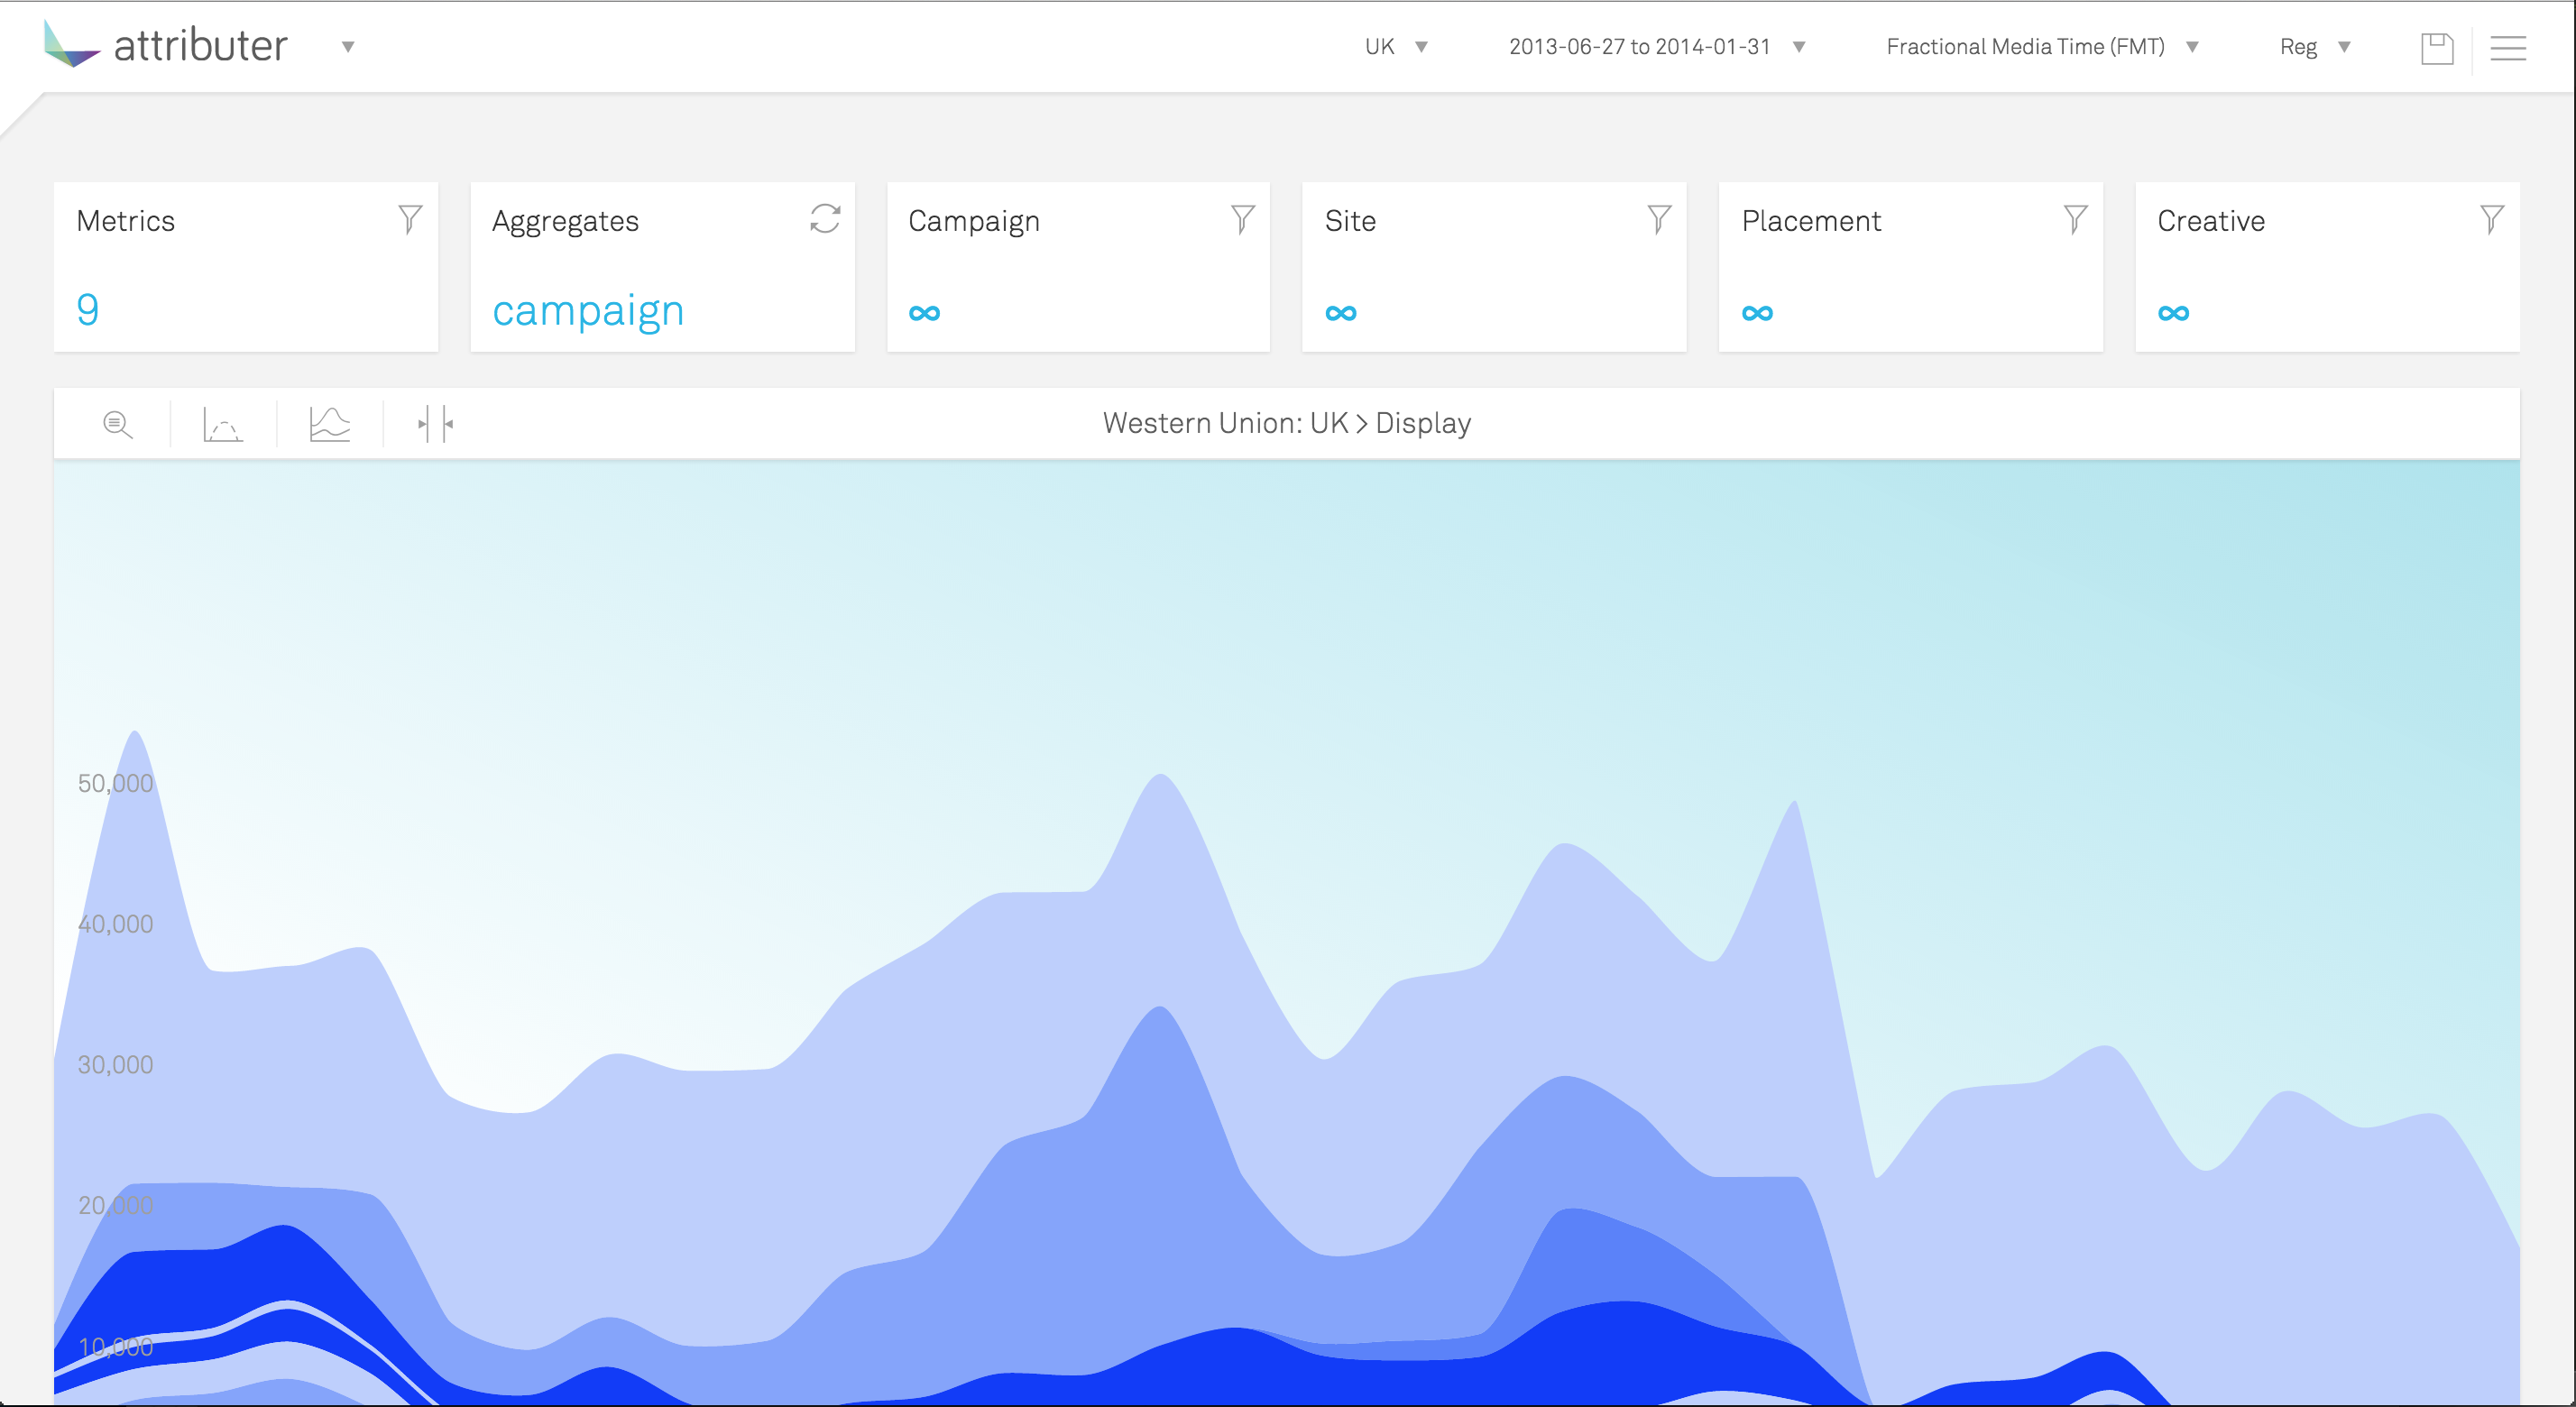 attributer
UK
2013-06-27 to 2014-01-31
Fractional Media Time (FMT)
Reg
Metrics
9
Aggregates
campaign
Campaign
∞
Site
∞
Placement
∞
Creative
∞
Western Union: UK > Display
50,000
40,000
30,000
20,000
10,000